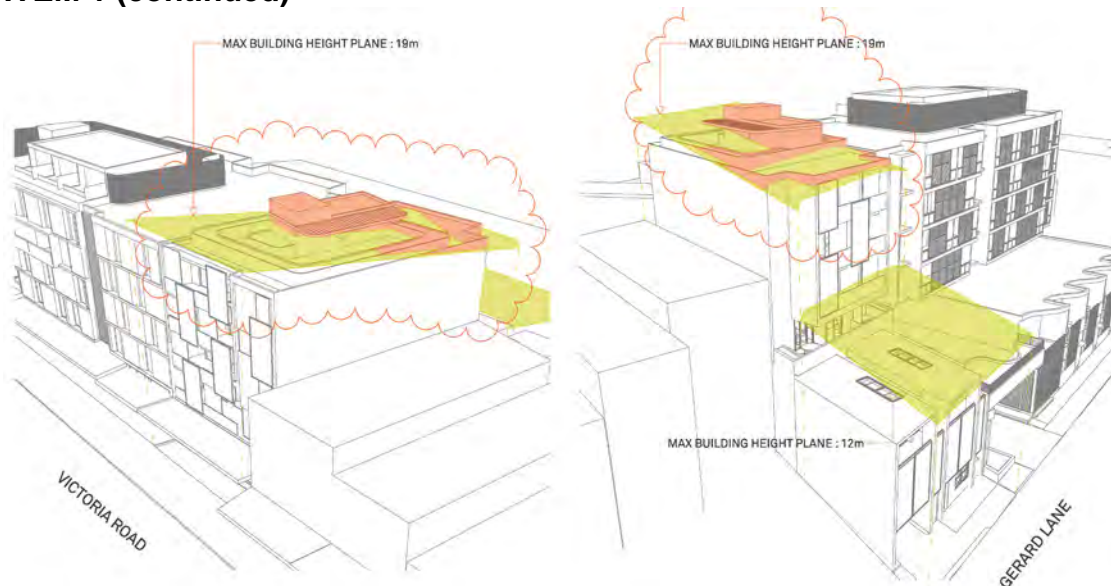 ITEM (continued)
MAX BUILDING HEIGHT PLANE : 19m
MAX BUILDING HEIGHT PLANE : 19m
MAX BUILDING HEIGHT PLANE : 12m
VICTORIA ROAD
GERARD LANE